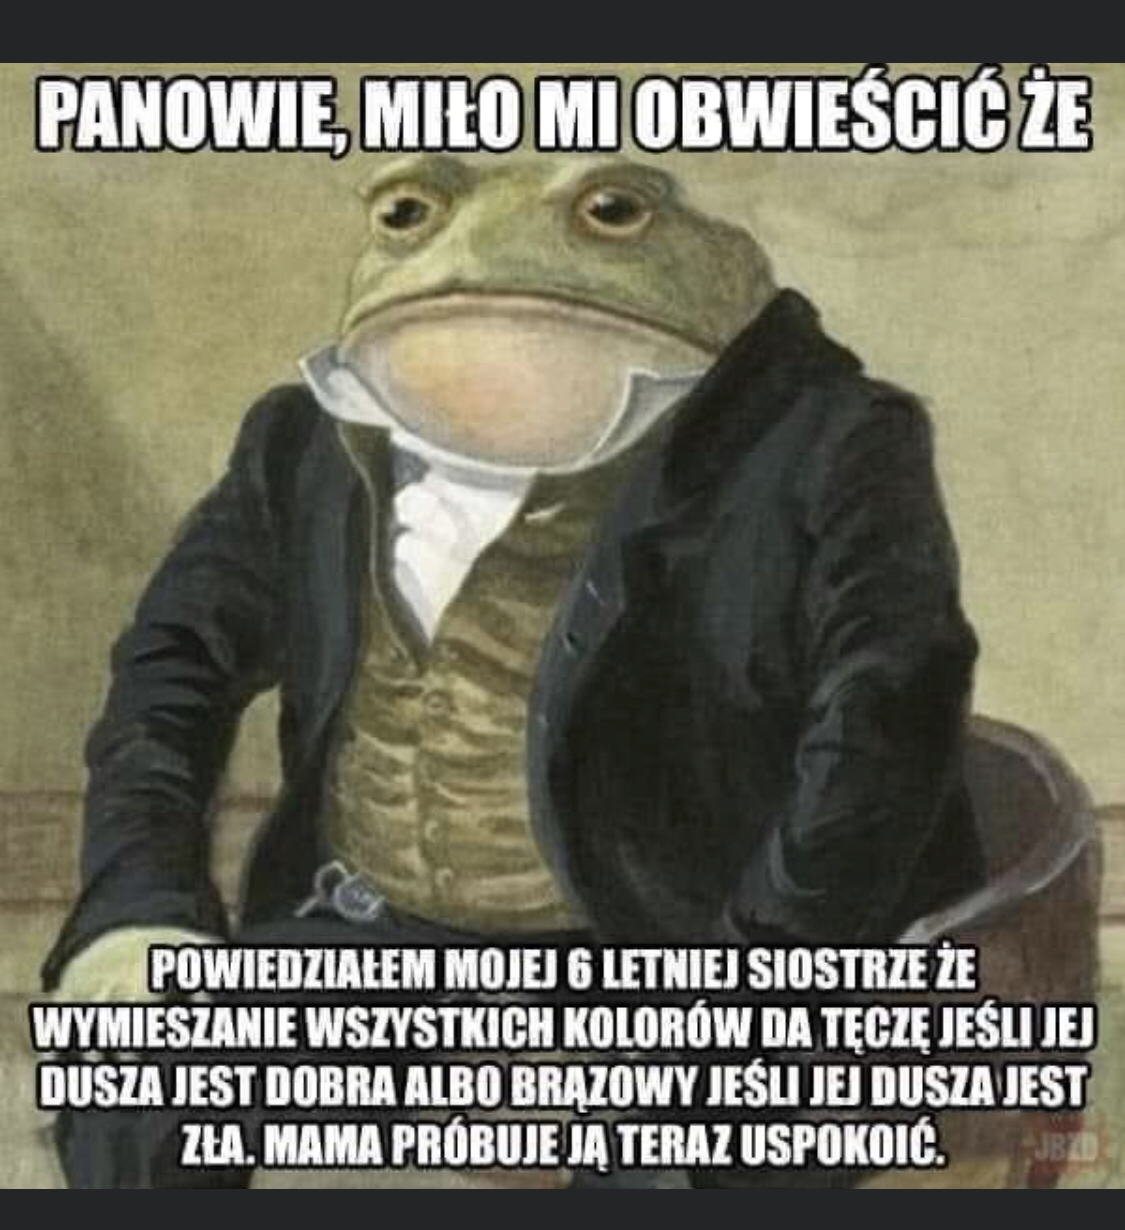 PANOWIE, MIŁO MI OBWIEŚCIĆ ŻE
POWIEDZIAŁEM MOJEJ 6 LETNIEJ SIOSTRZE ŻE
WYMIESZANIE WSZYSTKICH KOLORÓW DA TĘCZĘ JEŚLI JEJ
DUSZA JEST DOBRA ALBO BRĄZOWY JEŚLI JEJ DUSZA JEST
ZŁA. MAMA PRÓBUJE JĄ TERAZ USPOKOIĆ.
JBZD